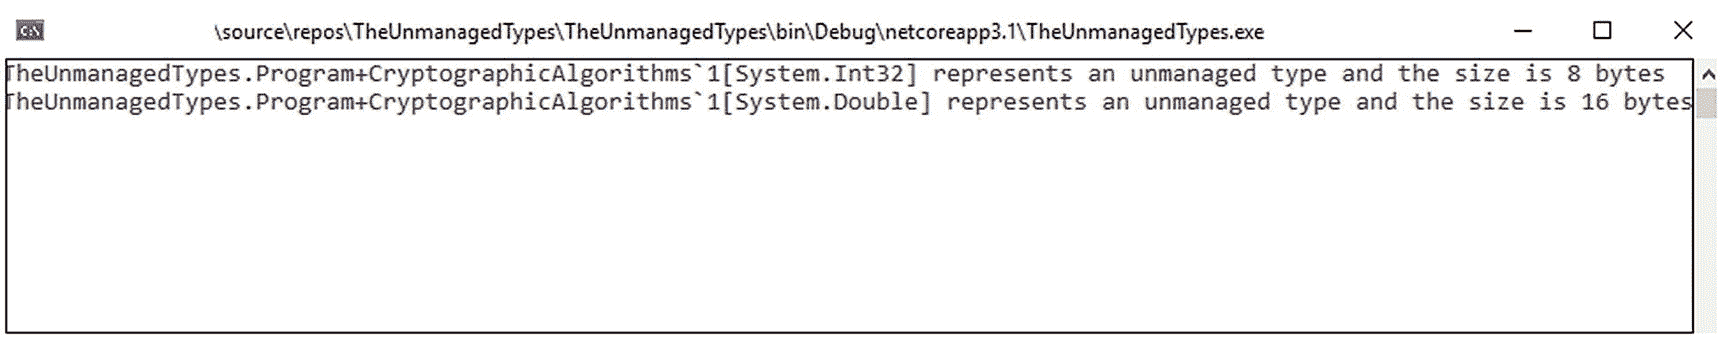 C:\ \source\repos\TheUnmanagedTypes\TheUnmanagedTypes\bin\Debug\netcoreapp3.1\TheUnmanagedTypes.exe
TheUnmanagedTypes.Program+CryptographicAlgorithms`1[System.Int32] represents an unmanaged type and the size is 8 bytes
TheUnmanagedTypes.Program+CryptographicAlgorithms`1[System.Double] represents an unmanaged type and the size is 16 bytes